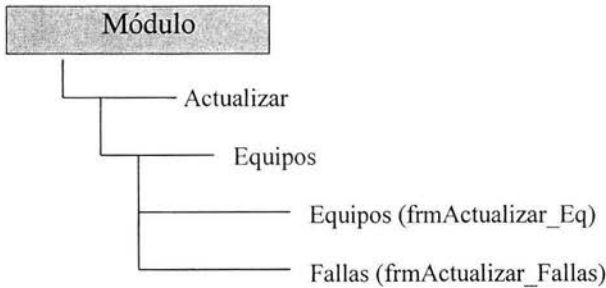 Módulo
Actualizar
Equipos
Equipos (frmActualizar_Eq)
Fallas (frmActualizar_Fallas)